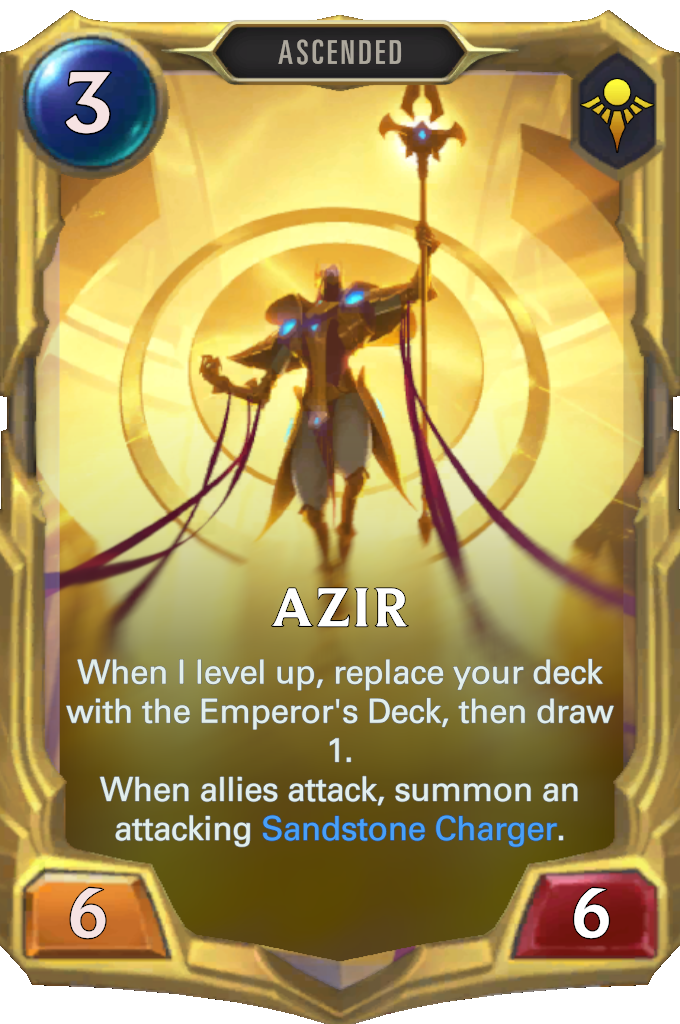 ASCENDED
3
AZIR
When I level up, replace your deck
with the Emperor's Deck, then draw
1.
When allies attack, summon an
attacking Sandstone Charger.
6
6